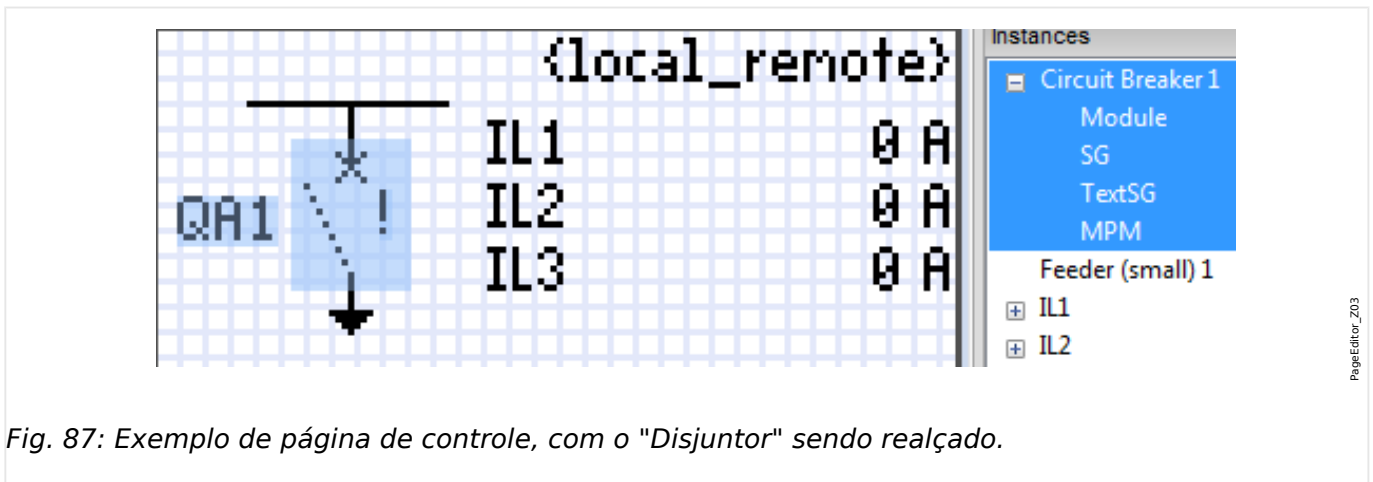 {local_remote}
IL1 0 A
QA1 ! IL2 0 A
IL3 0 A
Instances
Circuit Breaker 1
Module
SG
TextSG
MPM
Feeder (small) 1
IL1
IL2
PageEditor_Z03
Fig. 87: Exemplo de página de controle, com o "Disjuntor" sendo realçado.